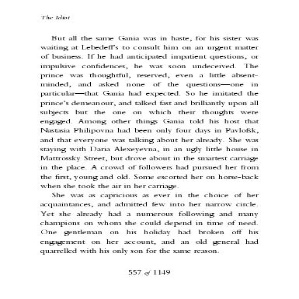 The Idiot
But all the same Gania was in haste, for his sister was
waiting at Lebedeff's to consult him on an urgent matter
of business. If he had anticipated impatient questions, or
impulsive confidences, he was soon undeceived. The
prince was thoughtful, reserved, even a little absent-
minded, and asked none of the questions—one in
particular—that Gania had expected. So he imitated the
prince's demeanour, and talked fast and brilliantly upon all
subjects but the one on which their thoughts were
engaged. Among other things Gania told his host that
Nastasia Philipovna had been only four days in Pavlofsk,
and that everyone was talking about her already. She was
staying with Daria Alexeyevna, in an ugly little house in
Mattrossky Street, but drove about in the smartest carriage
in the place. A crowd of followers had pursued her from
the first, young and old. Some escorted her on horse-back
when she took the air in her carriage.
She was as capricious as ever in the choice of her
acquaintances, and admitted few into her narrow circle.
Yet she already had a numerous following and many
champions on whom she could depend in time of need.
One gentleman on his holiday had broken off his
engagement on her account, and an old general had
quarrelled with his only son for the same reason.
557 of 1149